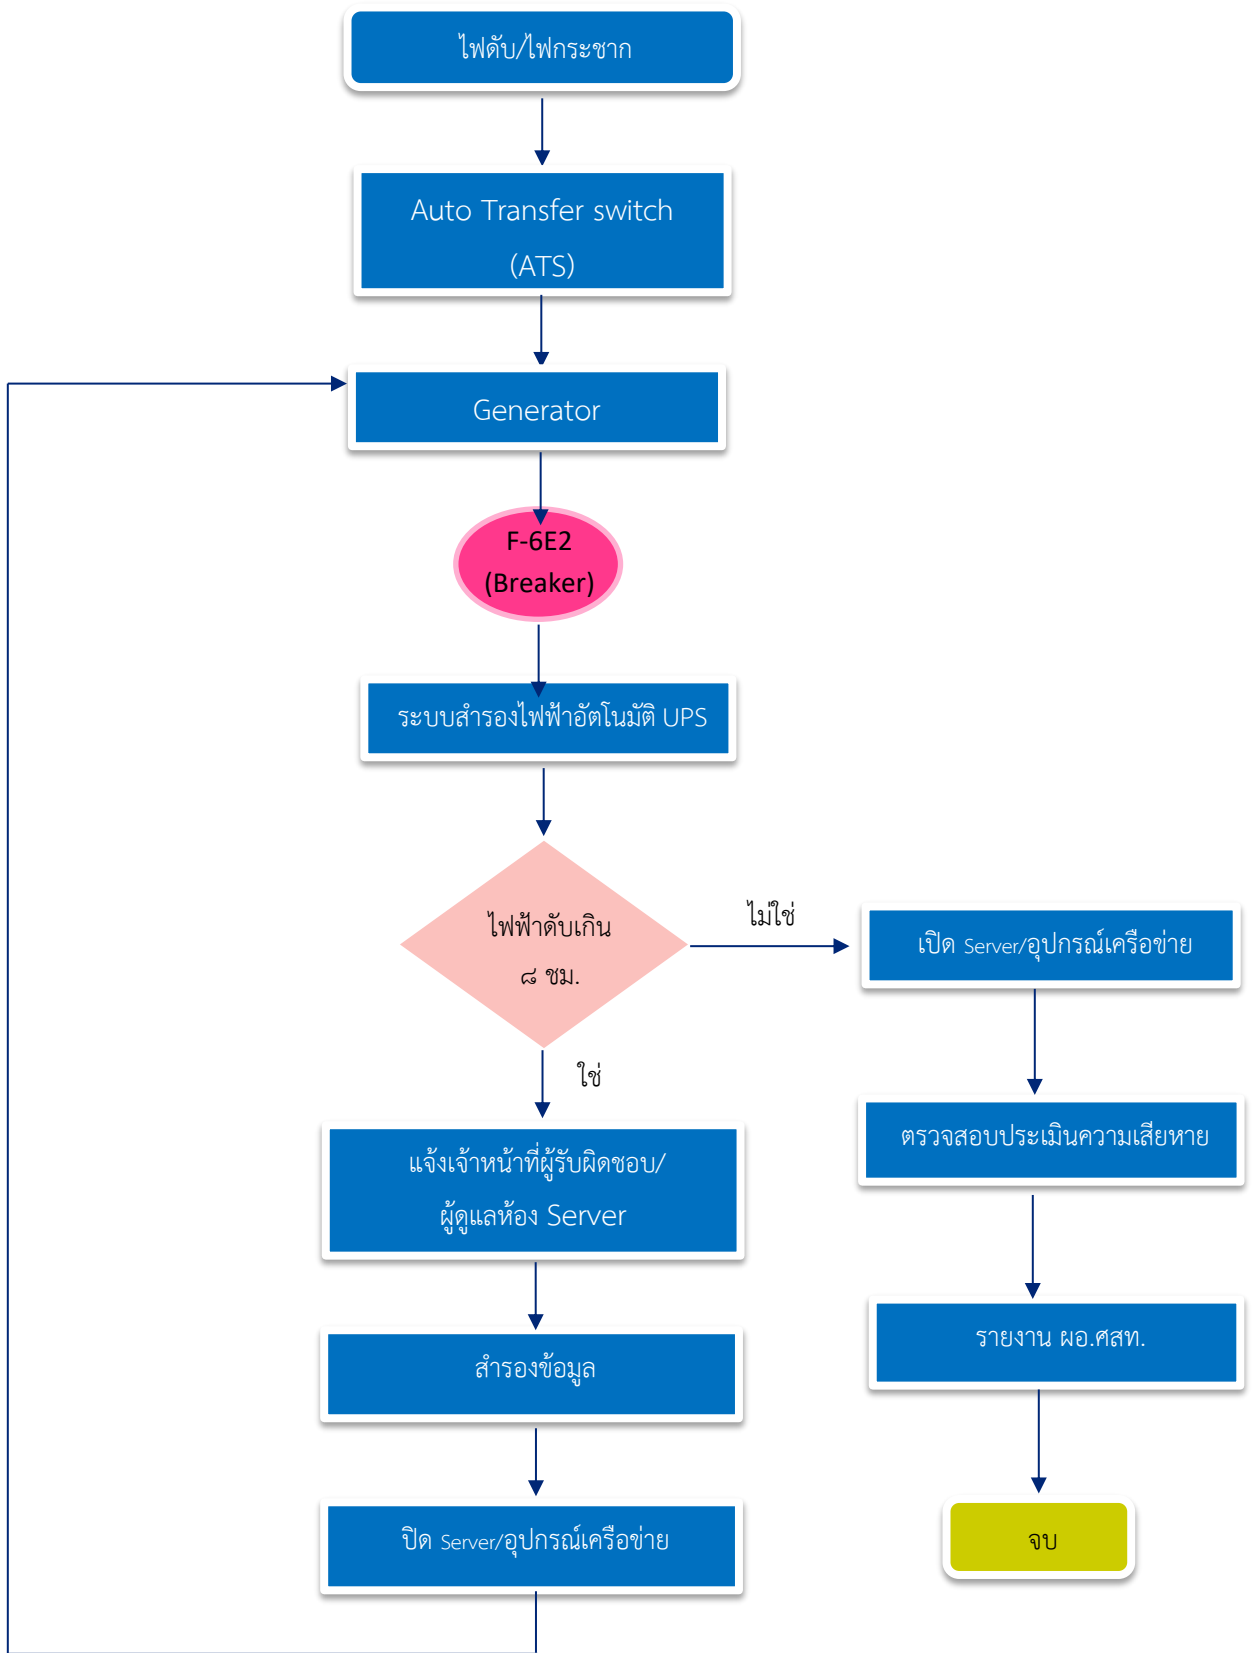 ไฟดับ/ไฟกระชาก
Auto Transfer switch
(ATS)
Generator
F-6E2
(Breaker)
ระบบสำรองไฟฟ้าอัตโนมัติ UPS
ไฟฟ้าดับเกิน
๘ ชม.
ไม่ใช่
เปิด Server/อุปกรณ์เครือข่าย
ใช่
ตรวจสอบประเมินความเสียหาย
แจ้งเจ้าหน้าที่ผู้รับผิดชอบ/
ผู้ดูแลห้อง Server
รายงาน ผอ.ศสท.
สำรองข้อมูล
ปิด Server/อุปกรณ์เครือข่าย
จบ